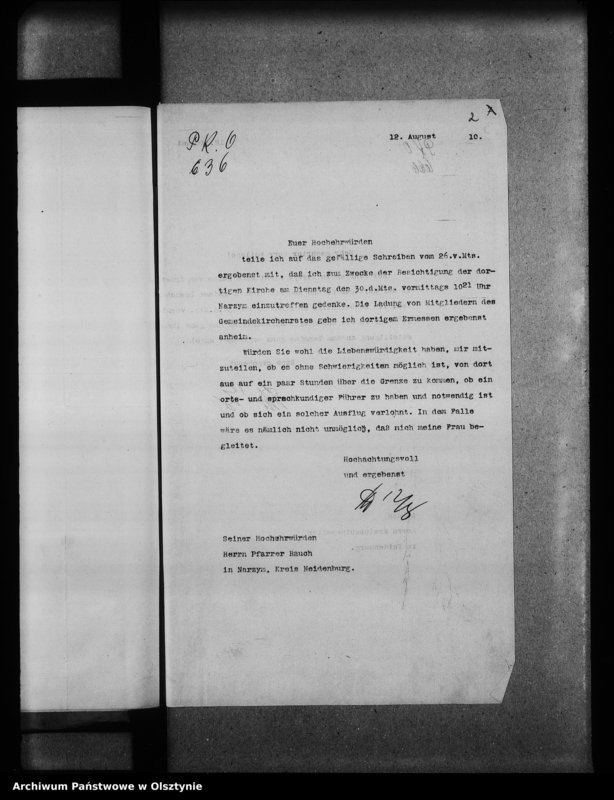 2
12. August 10.
P. R. O
636
Euer Hochehrwürden
teile ich auf das gefällige Schreiben vom 26.v.Mts.
ergebenst mit, daß ich zum Zwecke der Besichtigung der dor-
tigen Kirche am Dienstag den 30.d.Mts. vormittags 10²¹ Uhr
Narzym einzutreffen gedenke. Die Ladung von Mitgliedern des
Gemeindekirchenrates gebe ich dortigem Ermessen ergebenst
anheim.
Würden Sie wohl die Liebenswürdigkeit haben, mir mit-
zuteilen, ob es ohne Schwierigkeiten möglich ist, von dort
aus auf ein paar Stunden über die Grenze zu kommen, ob ein
orts- und sprachkundiger Führer zu haben und notwendig ist
und ob sich ein solcher Ausflug verlohnt. In dem Falle
wäre es nämlich nicht unmöglich, daß mich meine Frau be-
gleitet.
Hochachtungsvoll
und ergebenst
12/8
Seiner Hochehrwürden
Herrn Pfarrer Rauch
in Narzym, Kreis Neidenburg.
Archiwum Państwowe w Olsztynie